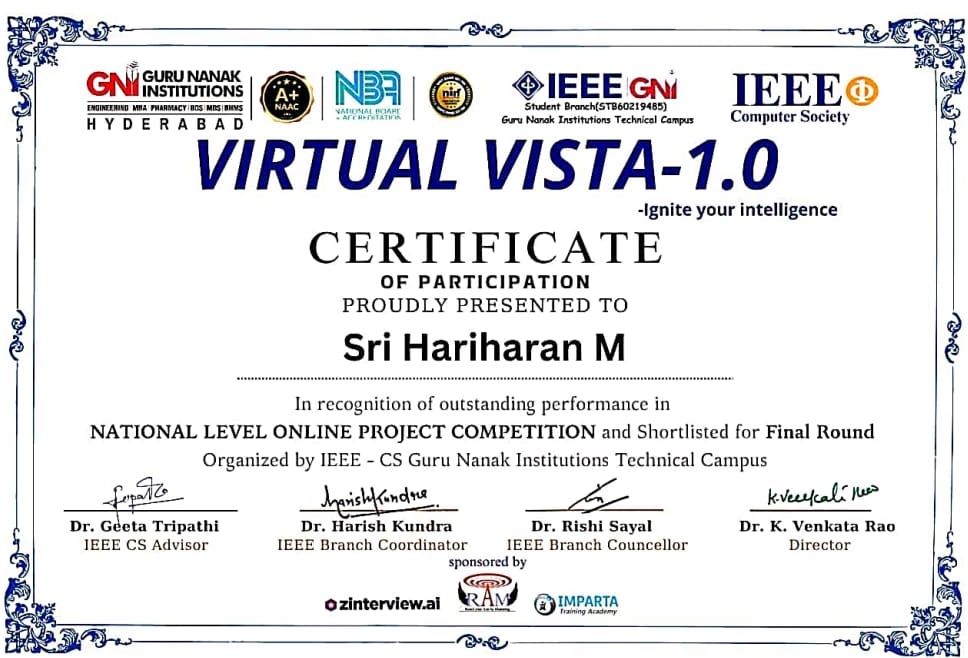 GNI GURU NANAK INSTITUTIONS
ENGINEERING MBA PHARMACY BDS MDS BHMS
HYDERABAD
A+
NAAC
NBA
NATIONAL BOARD
ACCREDITATION
nirf
IEEE GNI
Student Branch(STB60219485)
Guru Nanak Institutions Technical Campus
IEEE
Computer Society
VIRTUAL VISTA-1.0
-Ignite your intelligence
CERTIFICATE
OF PARTICIPATION
PROUDLY PRESENTED TO
Sri Hariharan M
In recognition of outstanding performance in
NATIONAL LEVEL ONLINE PROJECT COMPETITION and Shortlisted for Final Round
Organized by IEEE - CS Guru Nanak Institutions Technical Campus
Harish Kundra
Dr. Geeta Tripathi
IEEE CS Advisor
Dr. Harish Kundra
IEEE Branch Coordinator
Dr. Rishi Sayal
IEEE Branch Councellor
Dr. K. Venkata Rao
Director
sponsored by
zinterview.ai
RAM
IMPARTA
Training Academy